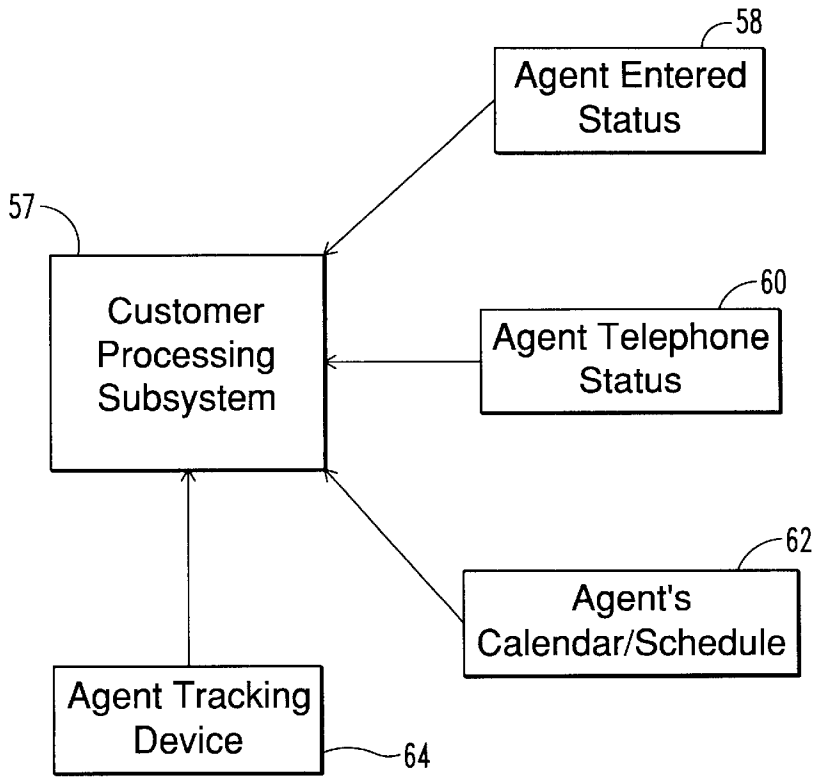 58
Agent Entered
Status
57
Customer
Processing
Subsystem
60
Agent Telephone
Status
62
Agent's
Calendar/Schedule
Agent Tracking
Device
64